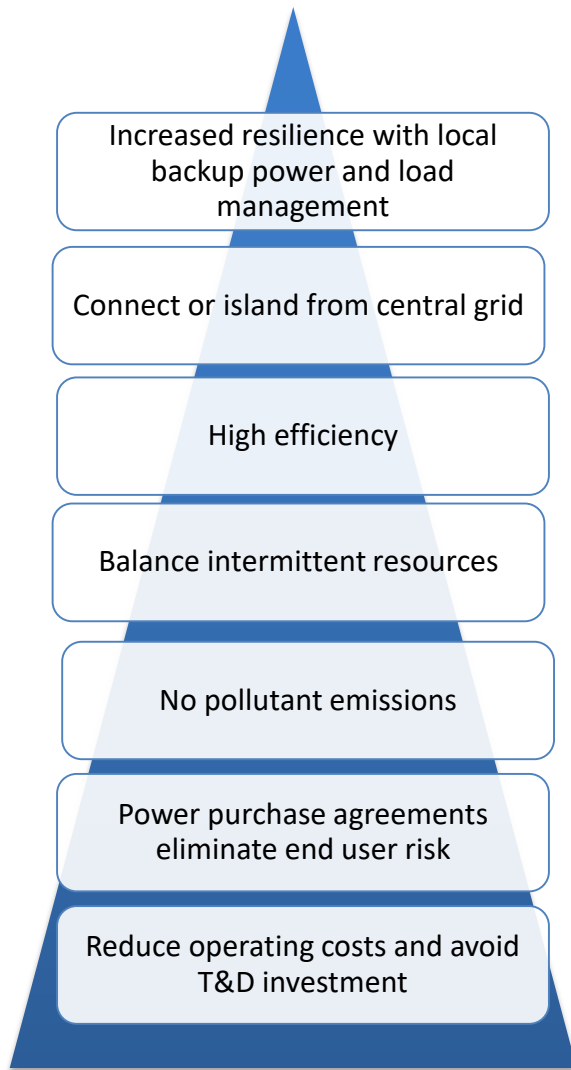 Increased resilience with local
backup power and load
management
Connect or island from central grid
High efficiency
Balance intermittent resources
No pollutant emissions
Power purchase agreements
eliminate end user risk
Reduce operating costs and avoid
T&D investment